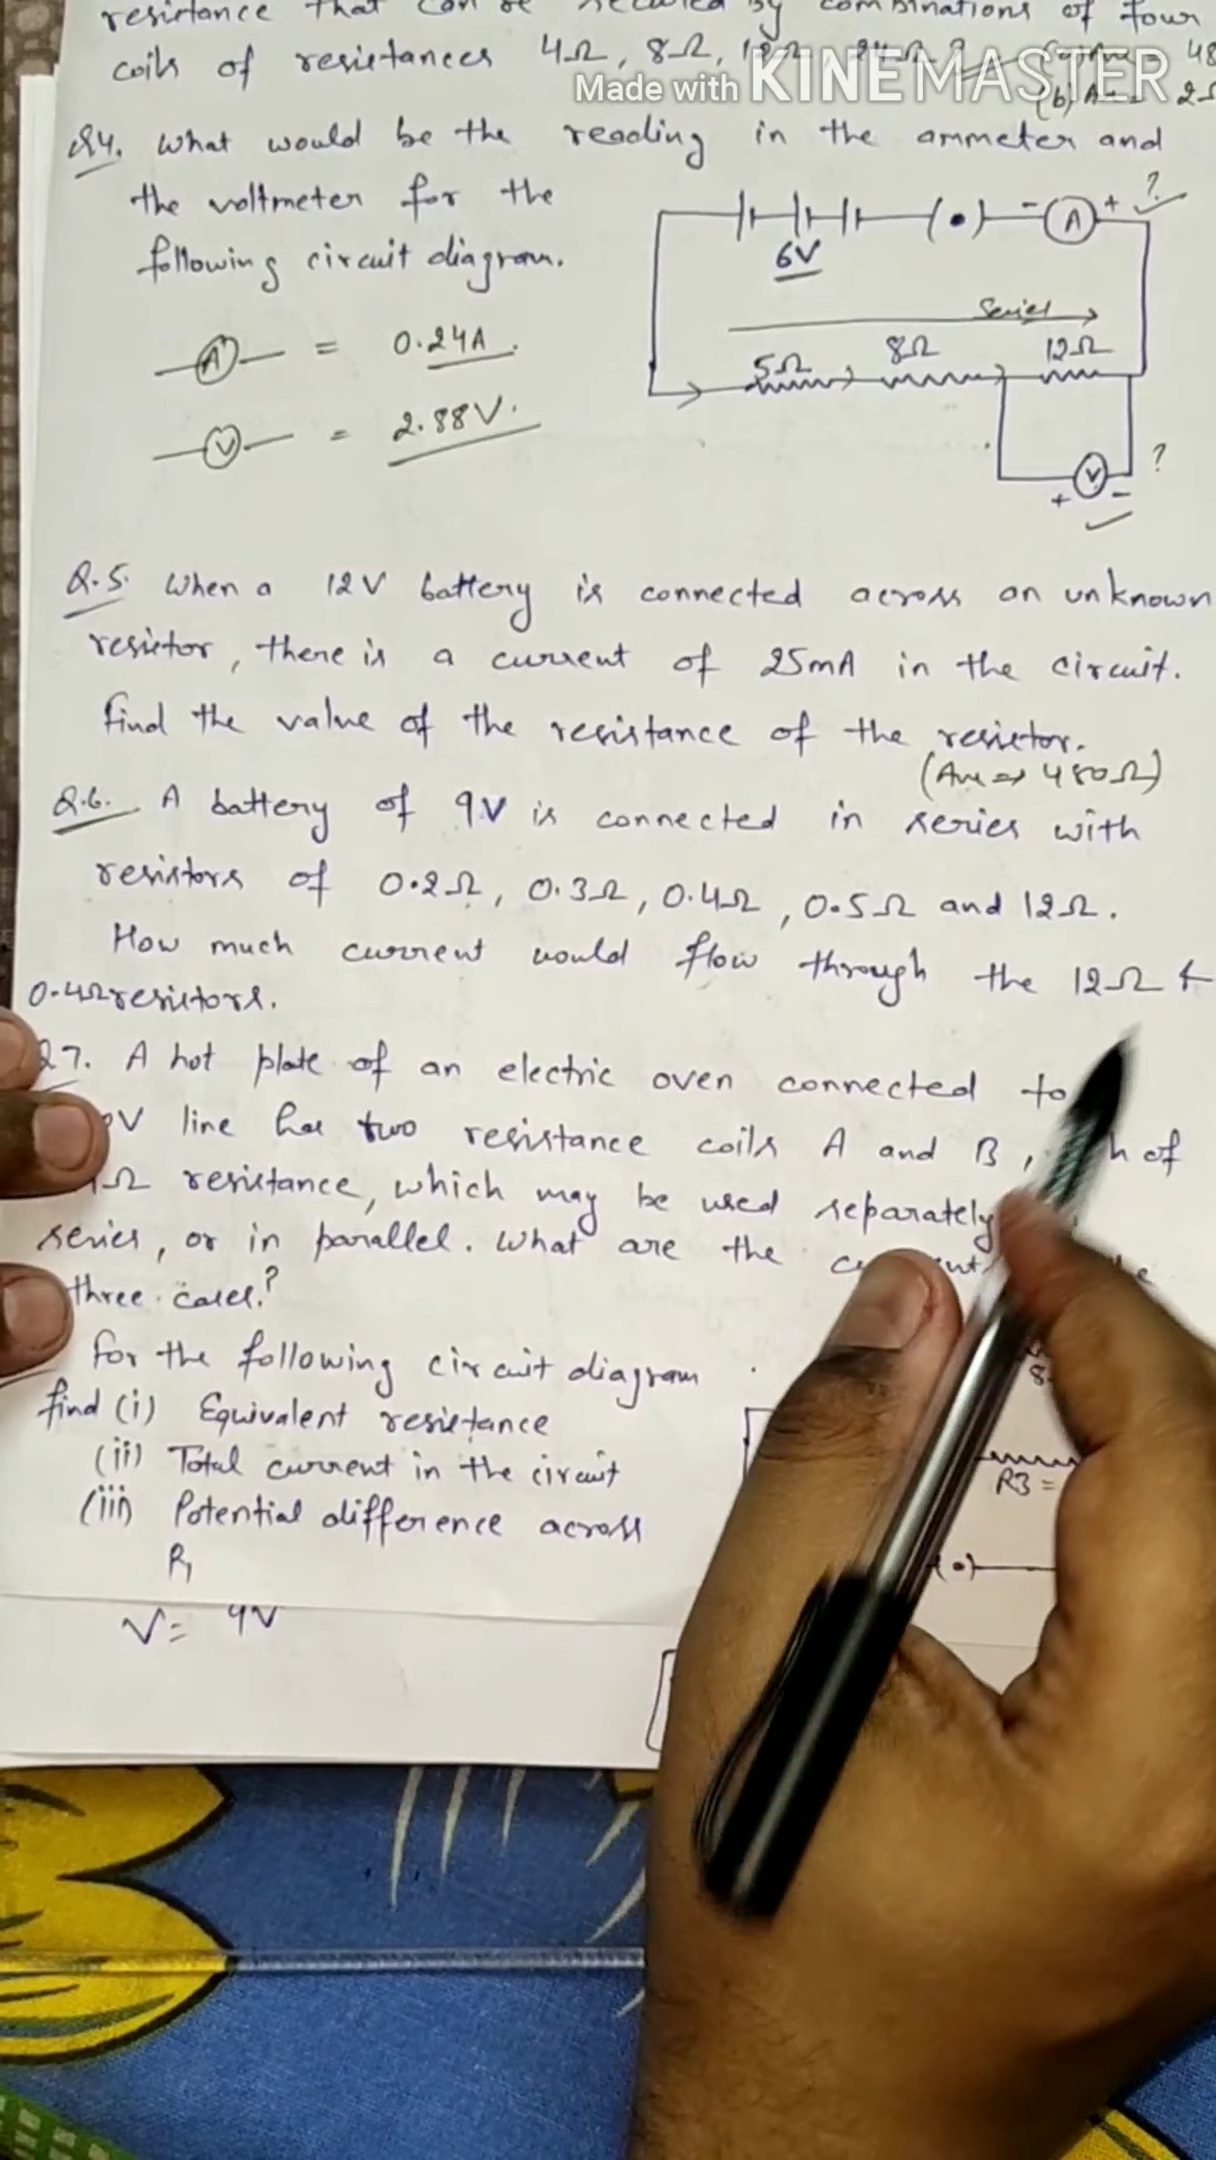 resistance that can be secured by combinations of four
coils of resistances 4Ω, 8Ω, 12Ω, 24Ω?
Made with KINEMASTER
Q4. What would be the reading in the ammeter and
the voltmeter for the
following circuit diagram.
- A + ?
6V
Series
5Ω 8Ω 12Ω
A = 0.24A.
V = 2.88V.
+ V - ?
Q.5. When a 12V battery is connected across an unknown
resistor, there is a current of 25mA in the circuit.
find the value of the resistance of the resistor.
(Ans ⇒ 480Ω)
Q.6. A battery of 9V is connected in series with
resistors of 0.2Ω, 0.3Ω, 0.4Ω, 0.5Ω and 12Ω.
How much current would flow through the 12Ω &
0.4Ω resistors.
Q7. A hot plate of an electric oven connected to
V line has two resistance coils A and B, of
Ω resistance, which may be used separately
series, or in parallel. What are the
three cases?
for the following circuit diagram
find (i) Equivalent resistance
(ii) Total current in the circuit
(iii) Potential difference across
R1
R3 =
V =